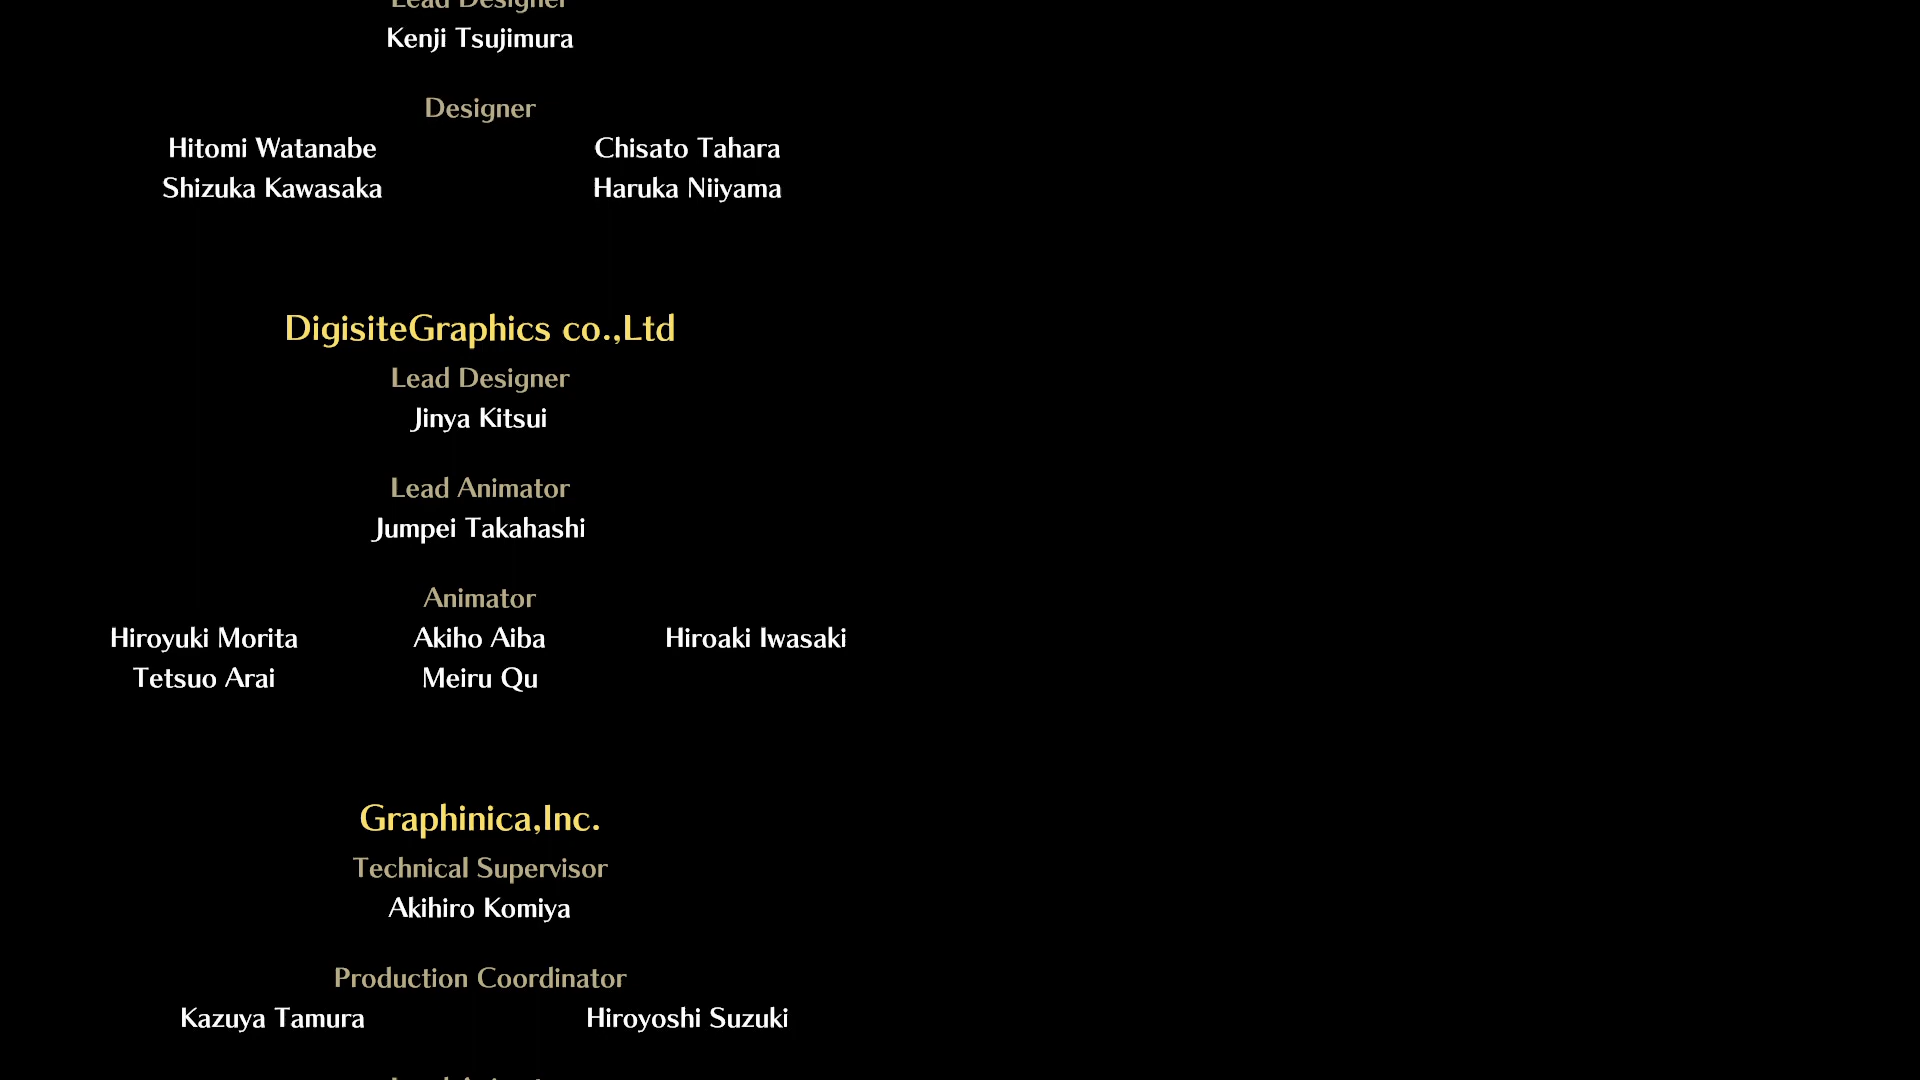 Lead Designer
Kenji Tsujimura
Designer
Hitomi Watanabe Chisato Tahara
Shizuka Kawasaka Haruka Niiyama
DigisiteGraphics co.,Ltd
Lead Designer
Jinya Kitsui
Lead Animator
Jumpei Takahashi
Animator
Hiroyuki Morita Akiho Aiba Hiroaki Iwasaki
Tetsuo Arai Meiru Qu
Graphinica,Inc.
Technical Supervisor
Akihiro Komiya
Production Coordinator
Kazuya Tamura Hiroyoshi Suzuki